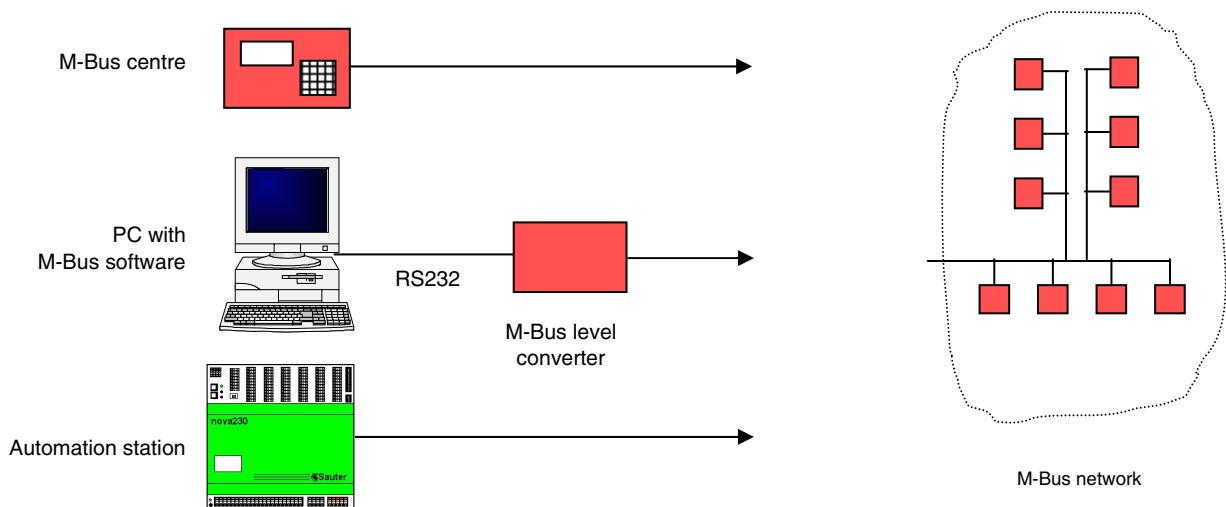 M-Bus centre
PC with
M-Bus software
RS232
M-Bus level
converter
nova230
Sauter
Automation station
M-Bus network